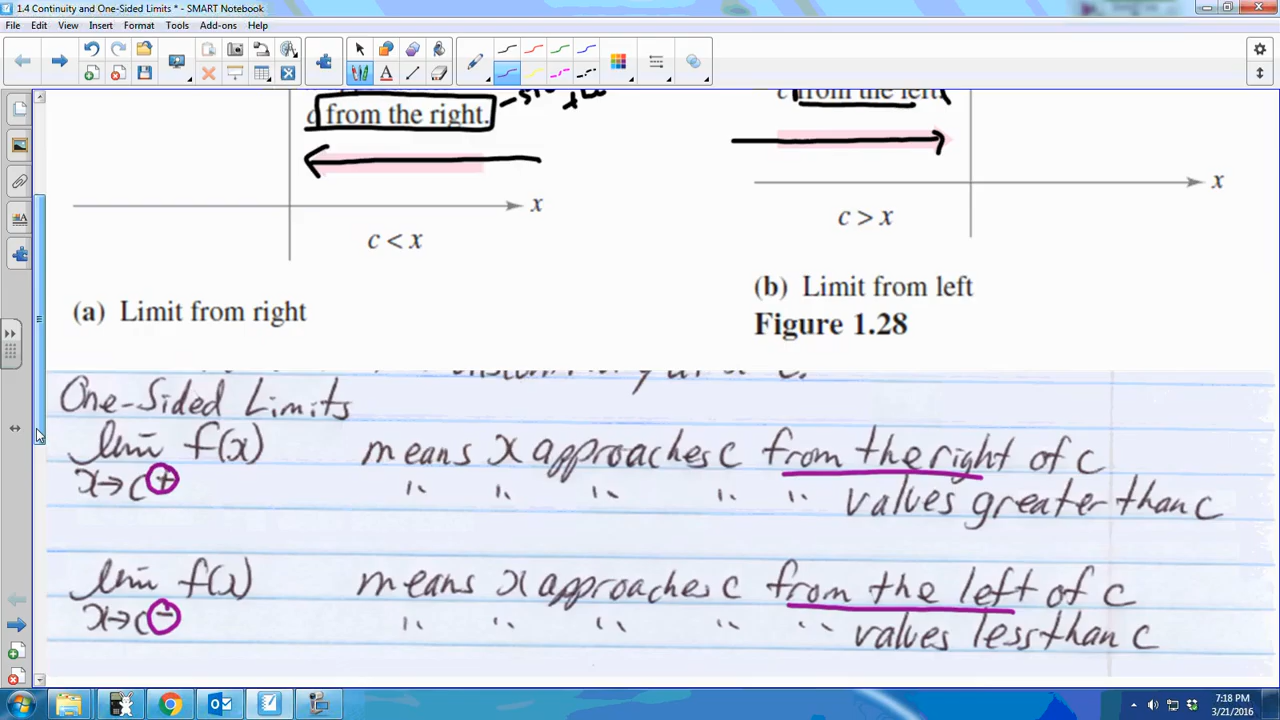 1.4 Continuity and One-Sided Limits * - SMART Notebook
File Edit View Insert Format Tools Add-ons Help
c from the right.
c from the left
x
x
c < x
c > x
(a) Limit from right
(b) Limit from left
Figure 1.28
One-Sided Limits
lim f(x) means x approaches c from the right of c
x→c+ " " " " " values greater than c
lim f(x) means x approaches c from the left of c
x→c- " " " " " values less than c
7:18 PM
3/21/2016